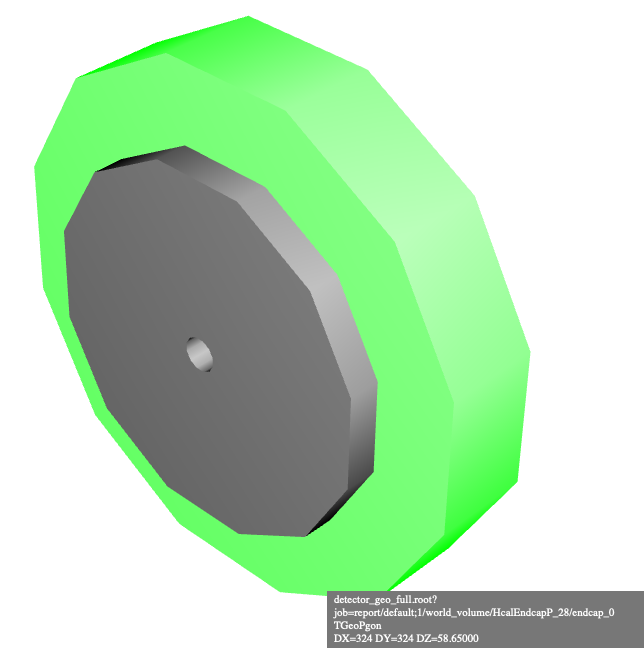 detector_geo_full.root?
job=report/default;1/world_volume/HcalEndcapP_28/endcap_0
TGeoPgon
DX=324 DY=324 DZ=58.65000